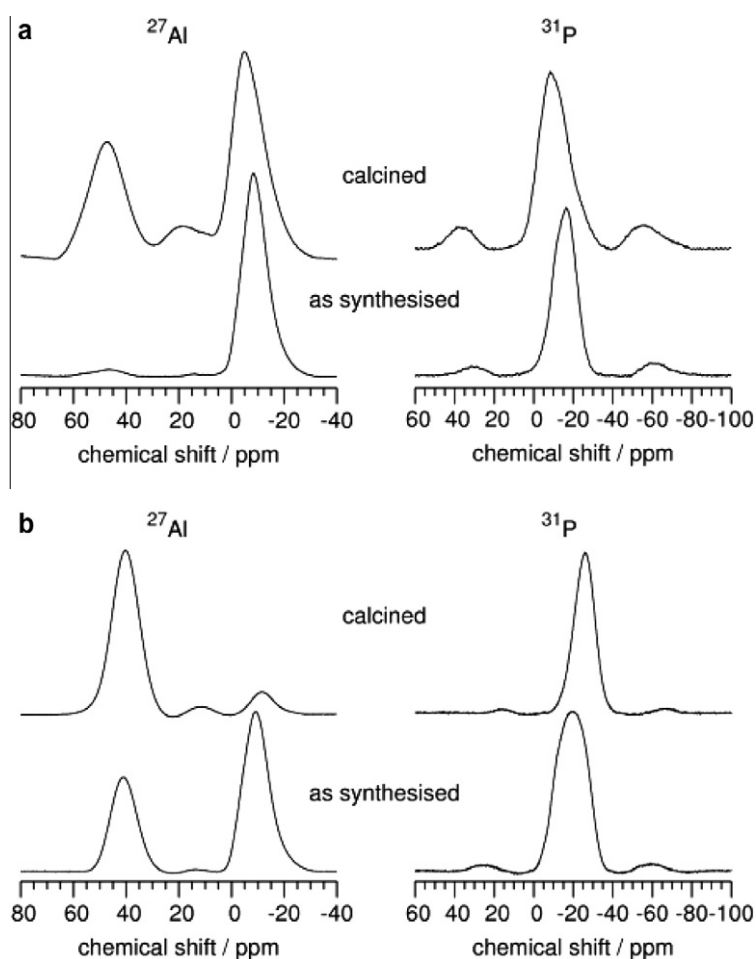 a
²⁷Al ³¹P
calcined
as synthesised
80 60 40 20 0 -20 -40 60 40 20 0 -20 -40 -60 -80 -100
chemical shift / ppm chemical shift / ppm
b
²⁷Al ³¹P
calcined
as synthesised
80 60 40 20 0 -20 -40 60 40 20 0 -20 -40 -60 -80 -100
chemical shift / ppm chemical shift / ppm